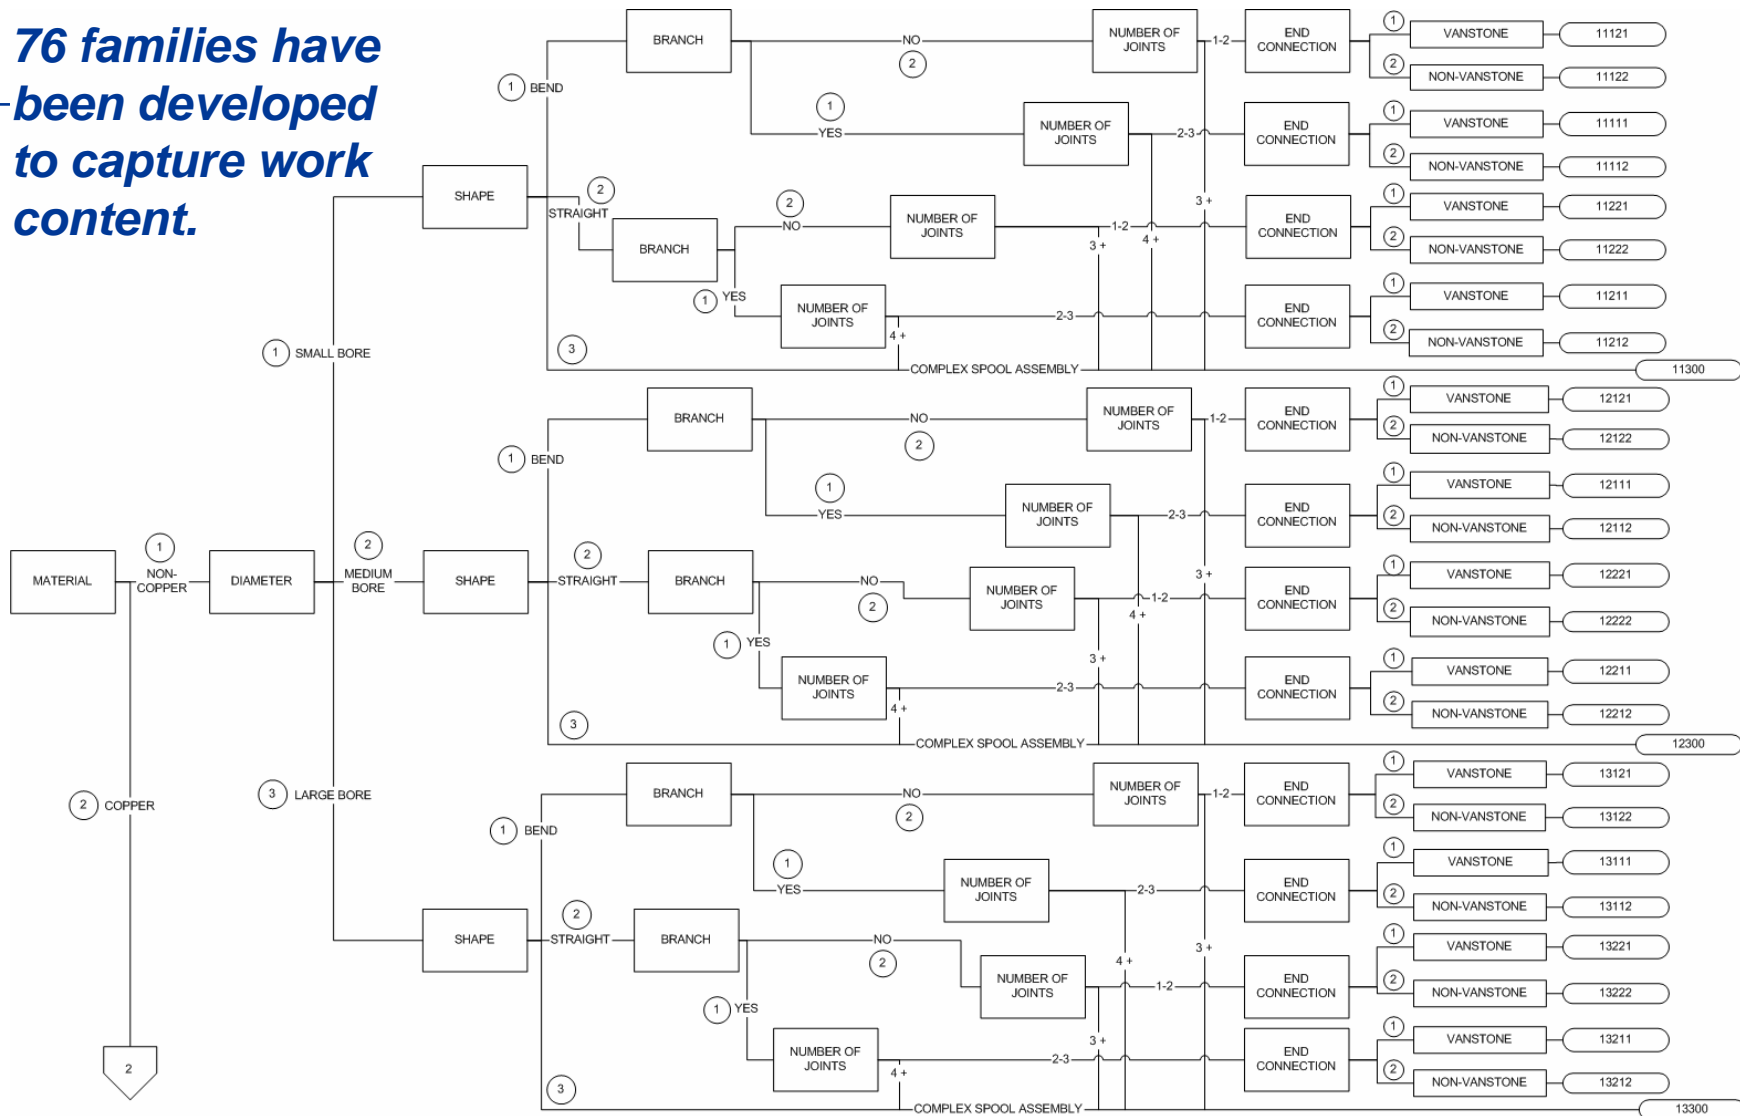 76 families have
been developed
to capture work
content.
BRANCH
NO
2
NUMBER OF
JOINTS
1-2
END
CONNECTION
1
VANSTONE
11121
2
NON-VANSTONE
11122
1
BEND
1
YES
NUMBER OF
JOINTS
2-3
END
CONNECTION
1
VANSTONE
11111
2
NON-VANSTONE
11112
SHAPE
2
STRAIGHT
BRANCH
2
NO
NUMBER OF
JOINTS
1-2
3 +
4 +
3 +
END
CONNECTION
1
VANSTONE
11221
2
NON-VANSTONE
11222
1
YES
NUMBER OF
JOINTS
4 +
2-3
END
CONNECTION
1
VANSTONE
11211
2
NON-VANSTONE
11212
1
SMALL BORE
3
COMPLEX SPOOL ASSEMBLY
11300
BRANCH
NO
2
NUMBER OF
JOINTS
1-2
END
CONNECTION
1
VANSTONE
12121
2
NON-VANSTONE
12122
1
BEND
1
YES
NUMBER OF
JOINTS
2-3
END
CONNECTION
1
VANSTONE
12111
2
NON-VANSTONE
12112
MATERIAL
1
NON-
COPPER
DIAMETER
2
MEDIUM
BORE
SHAPE
2
STRAIGHT
BRANCH
NO
2
NUMBER OF
JOINTS
1-2
3 +
4 +
3 +
END
CONNECTION
1
VANSTONE
12221
2
NON-VANSTONE
12222
1
YES
NUMBER OF
JOINTS
4 +
2-3
END
CONNECTION
1
VANSTONE
12211
2
NON-VANSTONE
12212
3
COMPLEX SPOOL ASSEMBLY
12300
2
COPPER
3
LARGE BORE
BRANCH
NO
2
NUMBER OF
JOINTS
1-2
END
CONNECTION
1
VANSTONE
13121
2
NON-VANSTONE
13122
1
BEND
1
YES
NUMBER OF
JOINTS
2-3
END
CONNECTION
1
VANSTONE
13111
2
NON-VANSTONE
13112
SHAPE
2
STRAIGHT
BRANCH
NO
2
NUMBER OF
JOINTS
1-2
3 +
4 +
3 +
END
CONNECTION
1
VANSTONE
13221
2
NON-VANSTONE
13222
1
YES
NUMBER OF
JOINTS
4 +
2-3
END
CONNECTION
1
VANSTONE
13211
2
NON-VANSTONE
13212
2
3
COMPLEX SPOOL ASSEMBLY
13300